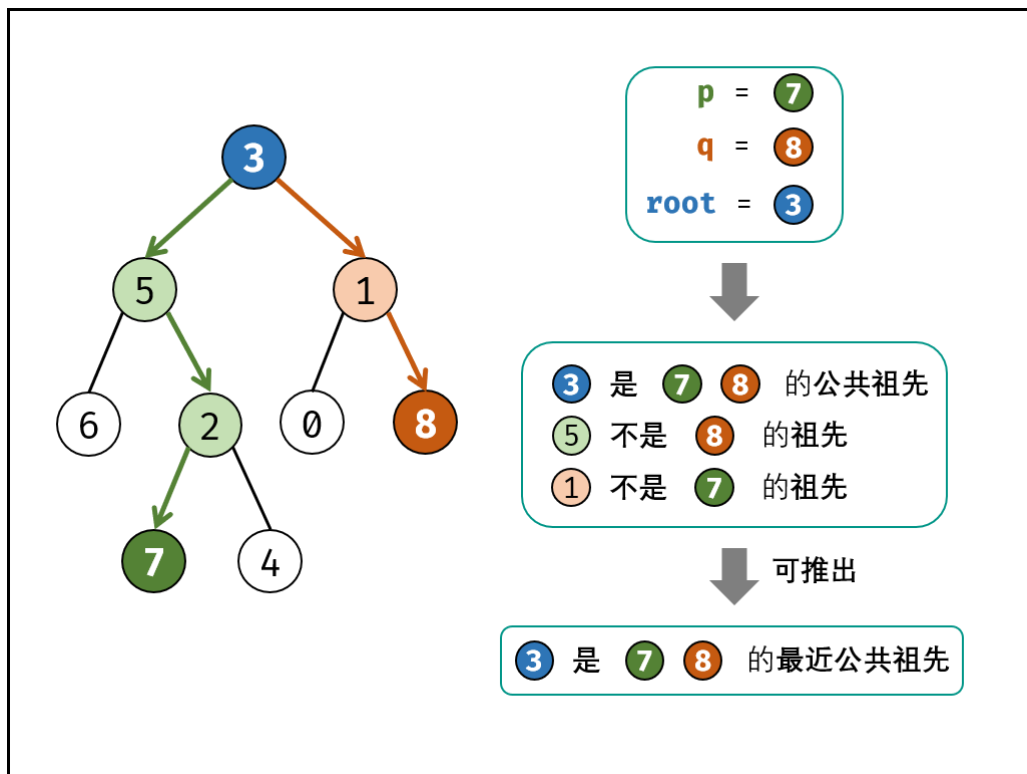 3
5 1
6 2 0 8
7 4
p = 7
q = 8
root = 3
3 是 7 8 的公共祖先
5 不是 8 的祖先
1 不是 7 的祖先
可推出
3 是 7 8 的最近公共祖先